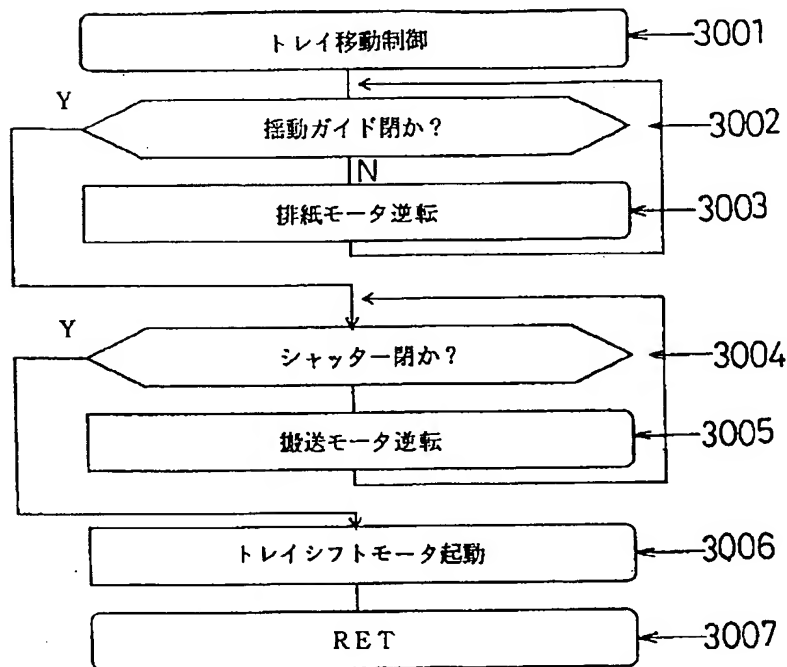 トレイ移動制御 3001
Y
揺動ガイド閉か? 3002
N
排紙モータ逆転 3003
Y
シャッター閉か? 3004
搬送モータ逆転 3005
トレイシフトモータ起動 3006
RET 3007